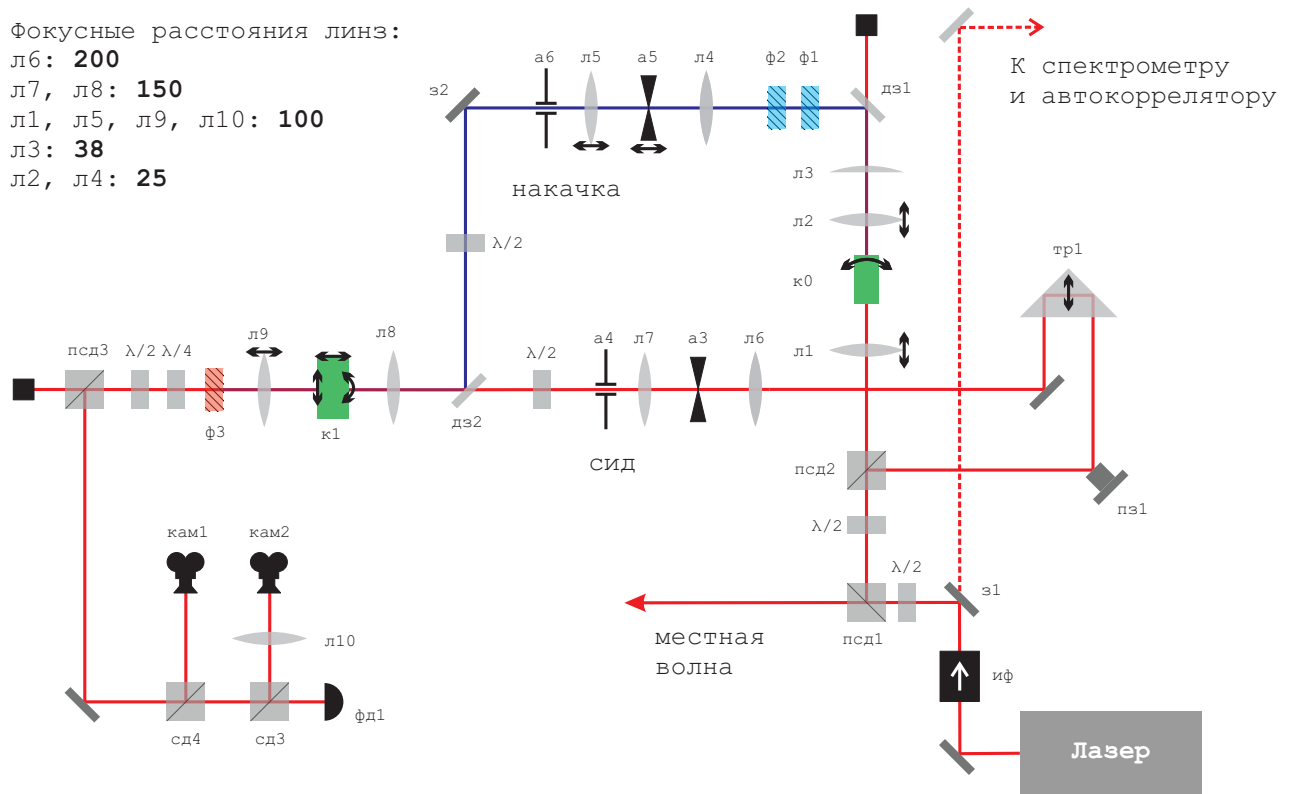 Фокусные расстояния линз:
л6: 200
л7, л8: 150
л1, л5, л9, л10: 100
л3: 38
л2, л4: 25
К спектрометру
и автокоррелятору
а6
л5
а5
л4
ф2
ф1
дз1
з2
накачка
л3
л2
к0
тр1
λ/2
л1
псд3
λ/2
λ/4
л9
л8
λ/2
а4
л7
а3
л6
ф3
к1
дз2
сид
псд2
пз1
λ/2
кам1
кам2
λ/2
з1
псд1
местная
волна
л10
иф
фд1
сд4
сд3
Лазер